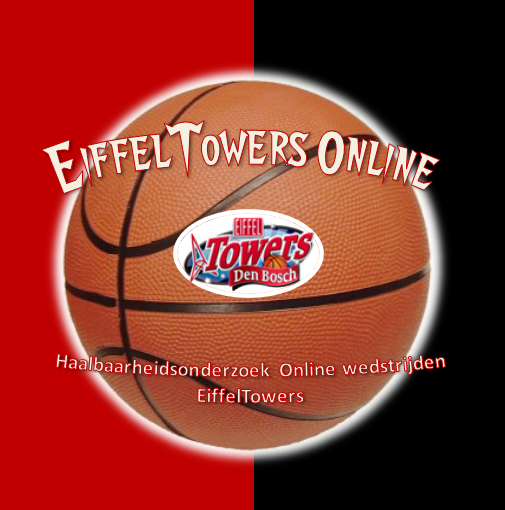 EiffelTowers Online
EIFFEL
Towers
Den Bosch
Haalbaarheidsonderzoek Online wedstrijden
EiffelTowers